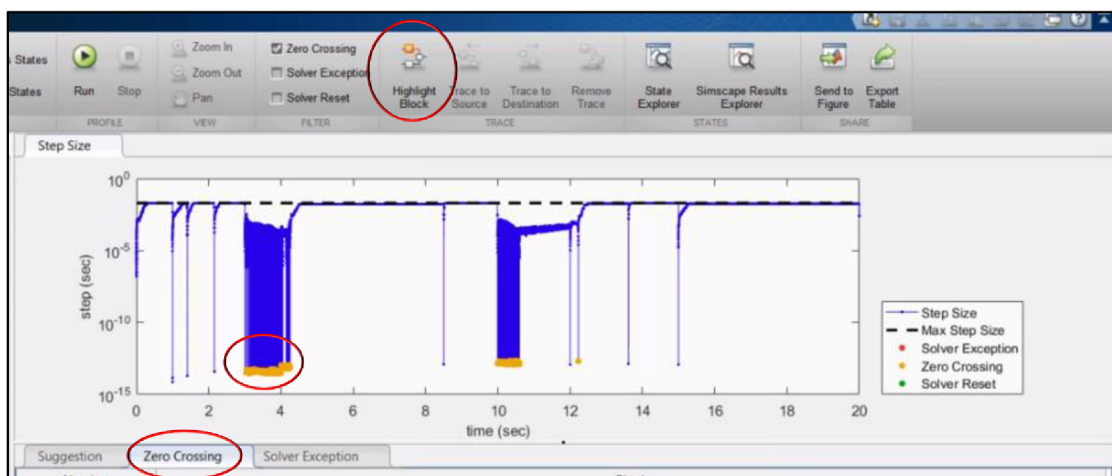 s States
States
Run
Stop
PROFILE
Zoom In
Zoom Out
Pan
VIEW
Zero Crossing
Solver Exception
Solver Reset
FILTER
Highlight
Block
Trace to
Source
Trace to
Destination
Remove
Trace
TRACE
State
Explorer
Simscape Results
Explorer
STATES
Send to
Figure
Export
Table
SHARE
Step Size
10^0
10^-5
10^-10
10^-15
step (sec)
0 2 4 6 8 10 12 14 16 18 20
time (sec)
Step Size
Max Step Size
Solver Exception
Zero Crossing
Solver Reset
Suggestion
Zero Crossing
Solver Exception